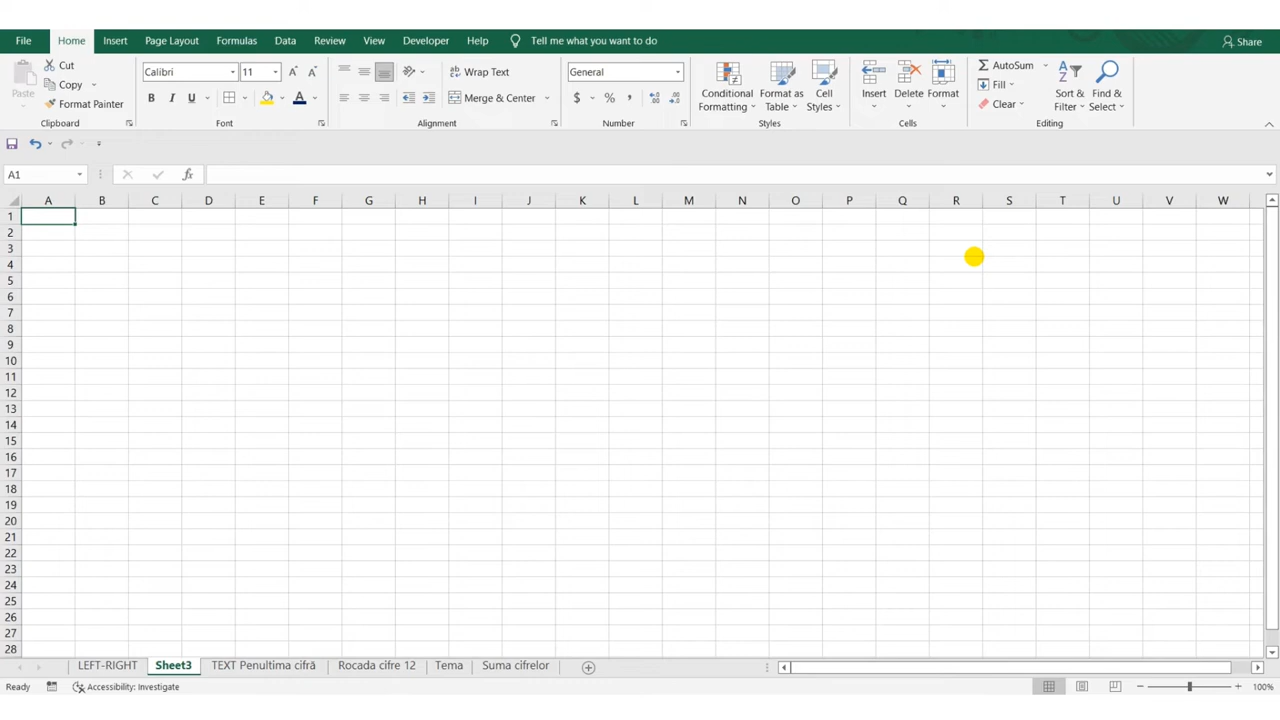 File Home Insert Page Layout Formulas Data Review View Developer Help Tell me what you want to do Share
Paste Cut Copy Format Painter Clipboard
Calibri 11 B I U Font
Wrap Text Merge & Center Alignment
General $ % , Number
Conditional Formatting Format as Table Cell Styles Styles
Insert Delete Format Cells
AutoSum Fill Clear Sort & Filter Find & Select Editing
A1 fx
A B C D E F G H I J K L M N O P Q R S T U V W
1
2
3
4
5
6
7
8
9
10
11
12
13
14
15
16
17
18
19
20
21
22
23
24
25
26
27
28
LEFT-RIGHT Sheet3 TEXT Penultima cifră Rocada cifre 12 Tema Suma cifrelor
Ready Accessibility: Investigate 100%